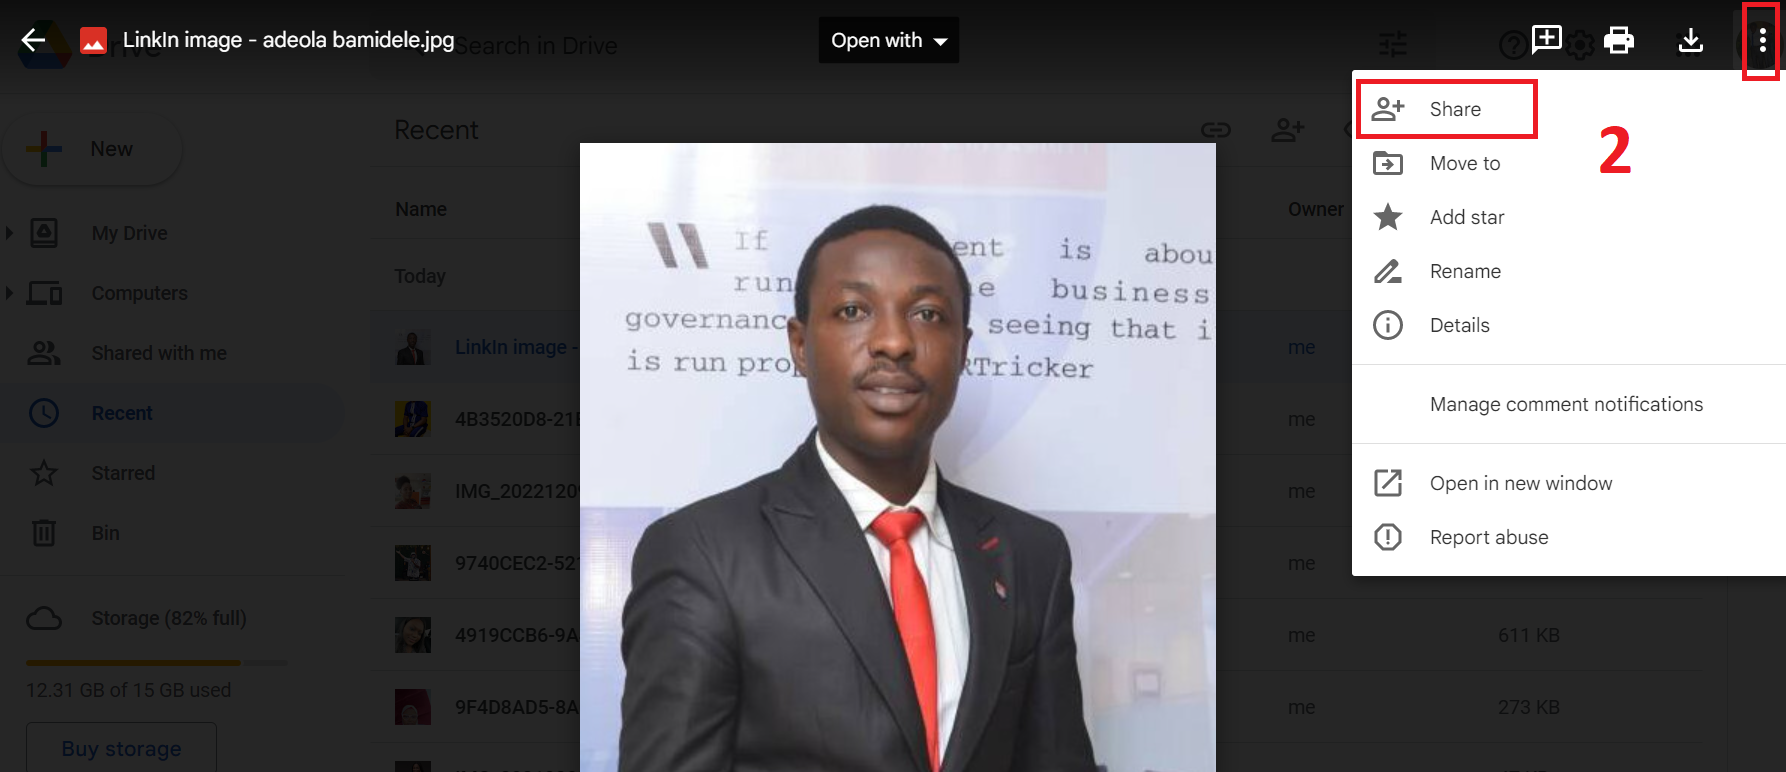 LinkIn image - adeola bamidele.jpg
Drive
Search in Drive
Open with
New
Recent
Share
2
Move to
Add star
Rename
Details
Manage comment notifications
Open in new window
Report abuse
Name
Owner
My Drive
Today
Computers
LinkIn image -
me
Shared with me
Recent
4B3520D8-21E
me
Starred
IMG_20221209
me
Bin
9740CEC2-52
me
Storage (82% full)
4919CCB6-9A
me
611 KB
12.31 GB of 15 GB used
9F4D8AD5-8A
me
273 KB
Buy storage
If ent is abou
run e business
governanc seeing that i
is run prop RTricker